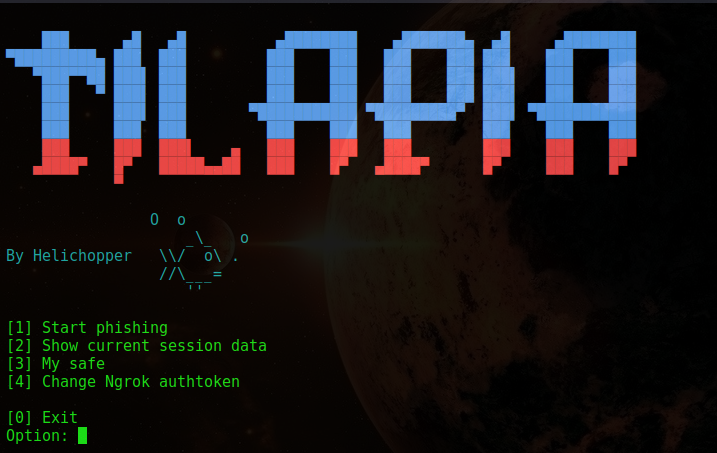 TILAPIA
O o
o
By Helichopper
[1] Start phishing
[2] Show current session data
[3] My safe
[4] Change Ngrok authtoken
[0] Exit
Option: